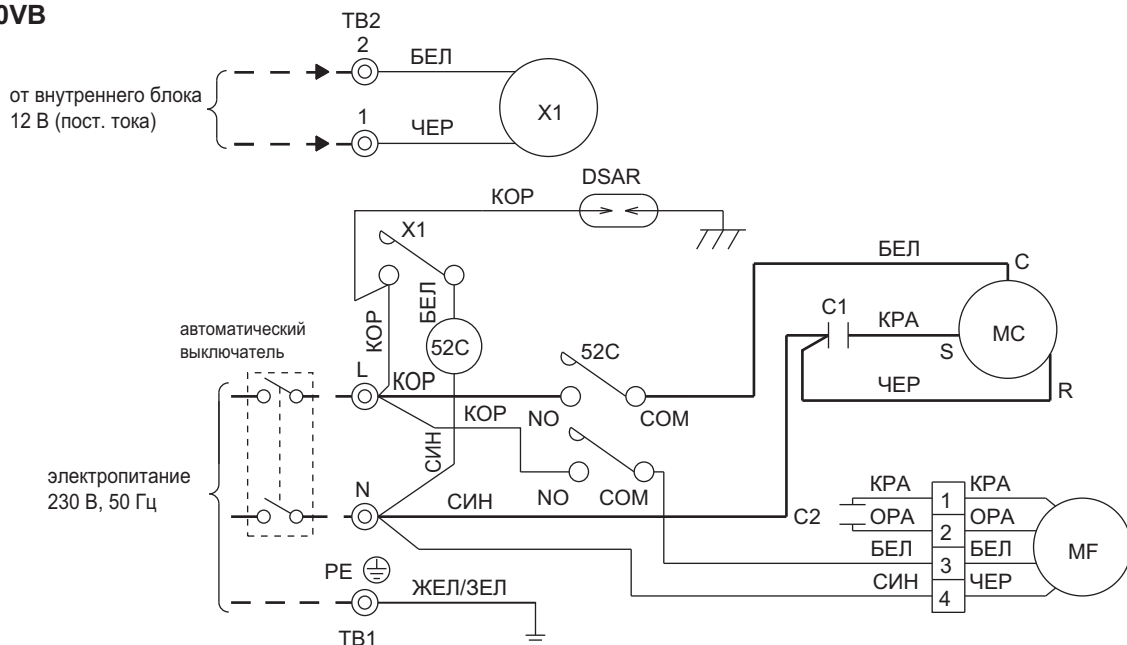 0VB
TB2
2
БЕЛ
от внутреннего блока
12 В (пост. тока)
X1
1
ЧЕР
DSAR
КОР
X1
БЕЛ
C
БЕЛ
C1
КРА
MC
S
автоматический
выключатель
КОР
52C
52C
L
КОР
ЧЕР
R
NO
COM
КОР
СИН
электропитание
230 В, 50 Гц
N
СИН
NO
COM
КРА
1
КРА
C2
ОРА
2
ОРА
БЕЛ
3
БЕЛ
MF
СИН
4
ЧЕР
PE
ЖЕЛ/ЗЕЛ
TB1